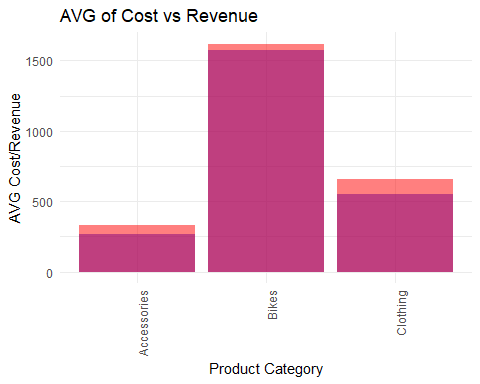 AVG of Cost vs Revenue
AVG Cost/Revenue
1500
1000
500
0
Accessories
Bikes
Clothing
Product Category